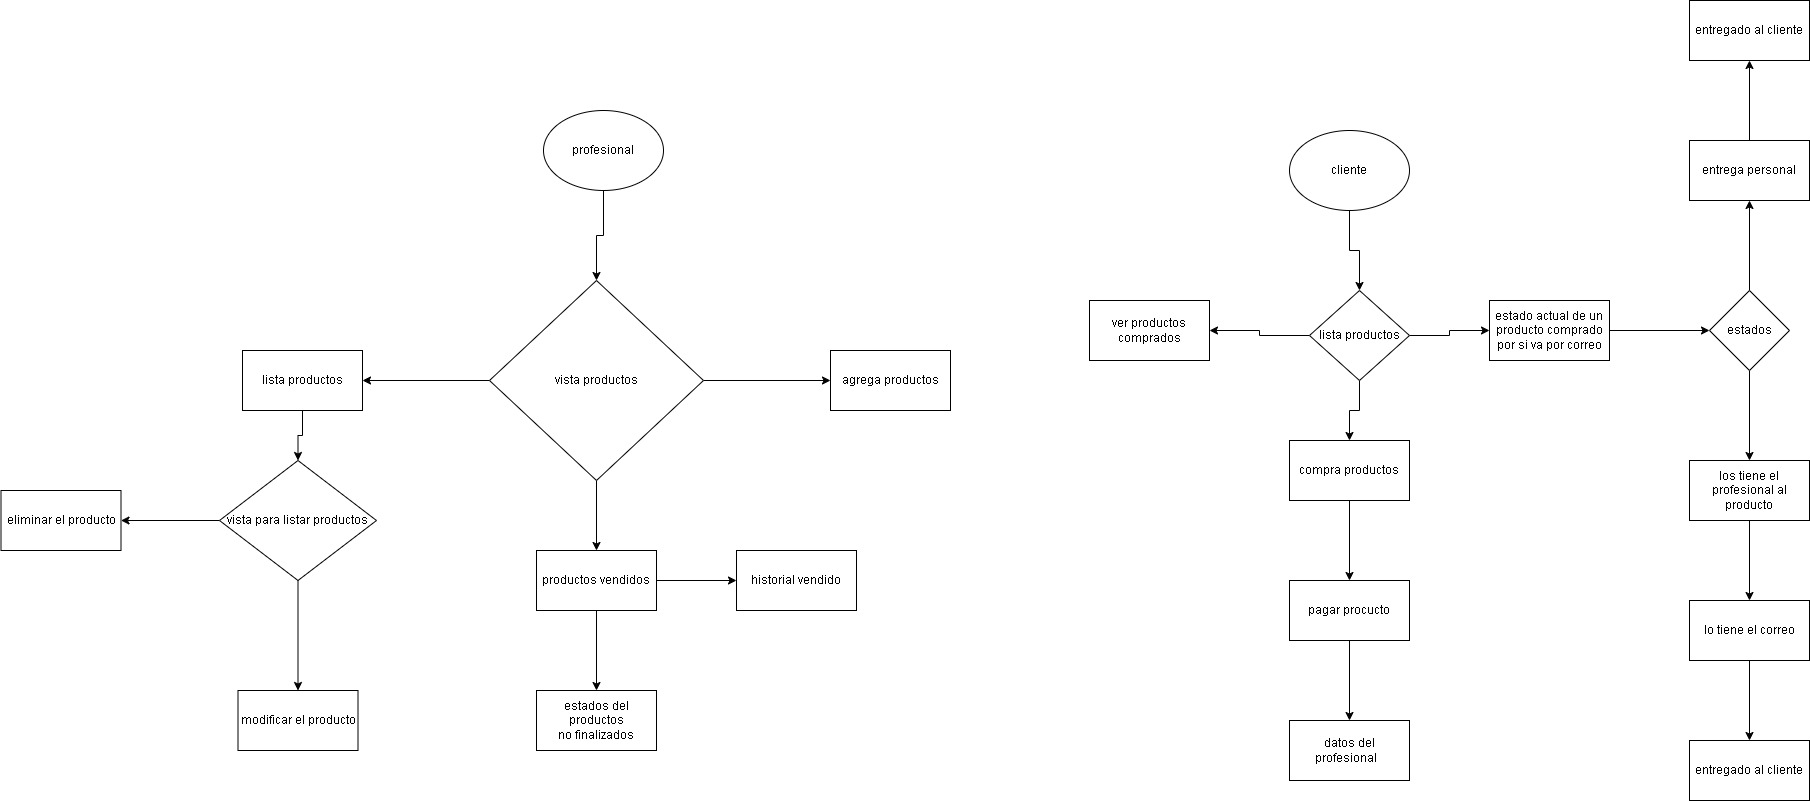 profesional
vista productos
lista productos
agrega productos
vista para listar productos
eliminar el producto
modificar el producto
productos vendidos
historial vendido
estados del
productos
no finalizados
cliente
lista productos
ver productos
comprados
estado actual de un
producto comprado
por si va por correo
compra productos
pagar procucto
datos del
profesional
estados
entrega personal
entregado al cliente
los tiene el
profesional al
producto
lo tiene el correo
entregado al cliente